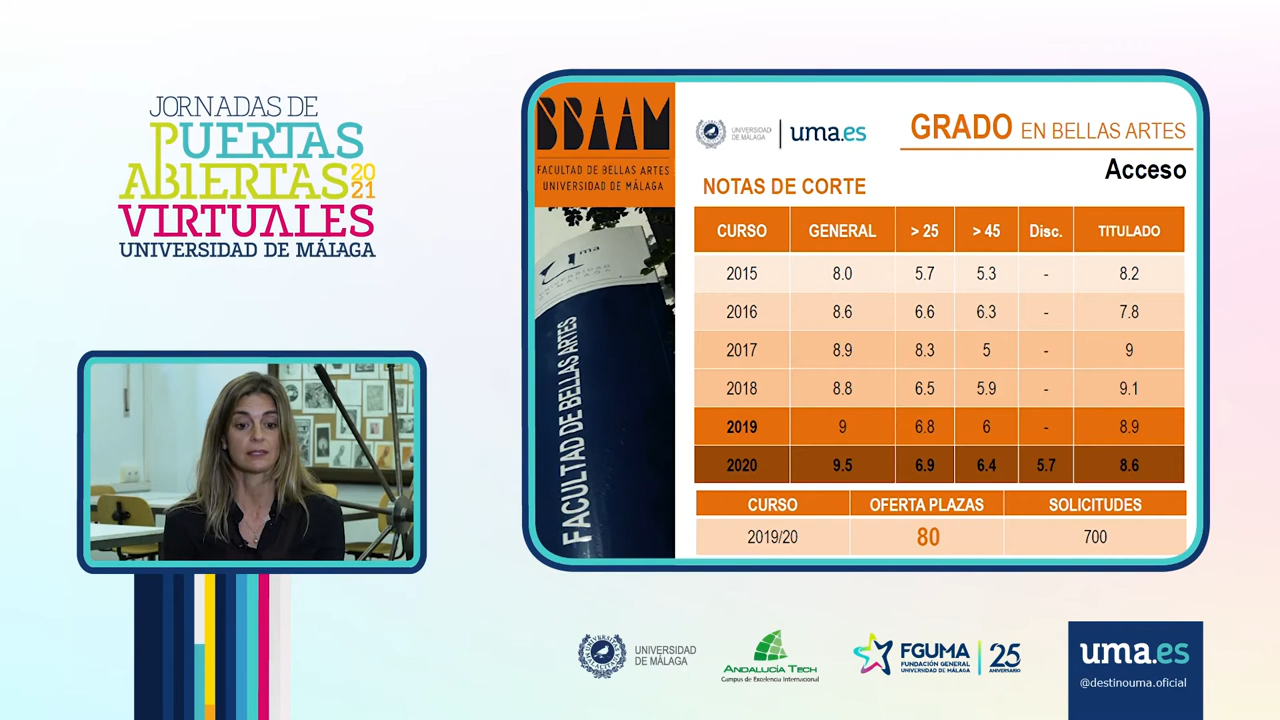 JORNADAS DE
PUERTAS
ABIERTAS 2021
VIRTUALES
UNIVERSIDAD DE MÁLAGA
BBAAM
FACULTAD DE BELLAS ARTES
UNIVERSIDAD DE MÁLAGA
uma
UNIVERSIDAD
DE MÁLAGA
FACULTAD DE BELLAS ARTES
UNIVERSIDAD
DE MÁLAGA
uma.es
GRADO EN BELLAS ARTES
Acceso
NOTAS DE CORTE
CURSO GENERAL > 25 > 45 Disc. TITULADO
2015 8.0 5.7 5.3 - 8.2
2016 8.6 6.6 6.3 - 7.8
2017 8.9 8.3 5 - 9
2018 8.8 6.5 5.9 - 9.1
2019 9 6.8 6 - 8.9
2020 9.5 6.9 6.4 5.7 8.6
CURSO OFERTA PLAZAS SOLICITUDES
2019/20 80 700
UNIVERSIDAD
DE MÁLAGA
ANDALUCÍA TECH
Campus de Excelencia Internacional
FGUMA
FUNDACIÓN GENERAL
UNIVERSIDAD DE MÁLAGA
25
ANIVERSARIO
uma.es
@destinouma.oficial